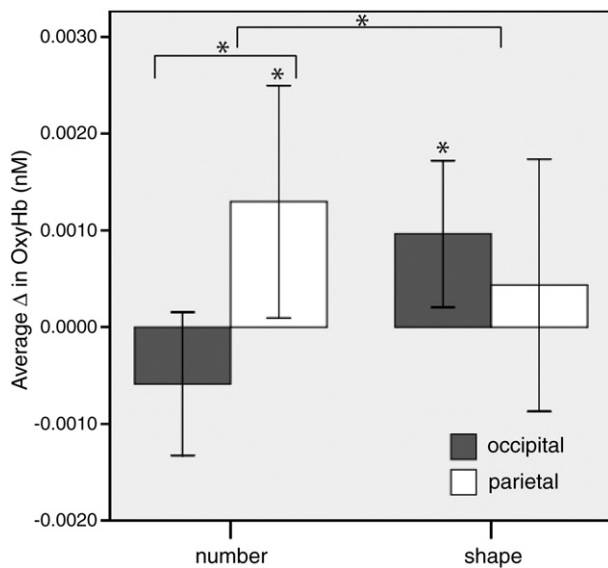 0.0030
*
*
*
0.0020
*
0.0010
0.0000
-0.0010
-0.0020
Average Δ in OxyHb (nM)
occipital
parietal
number
shape